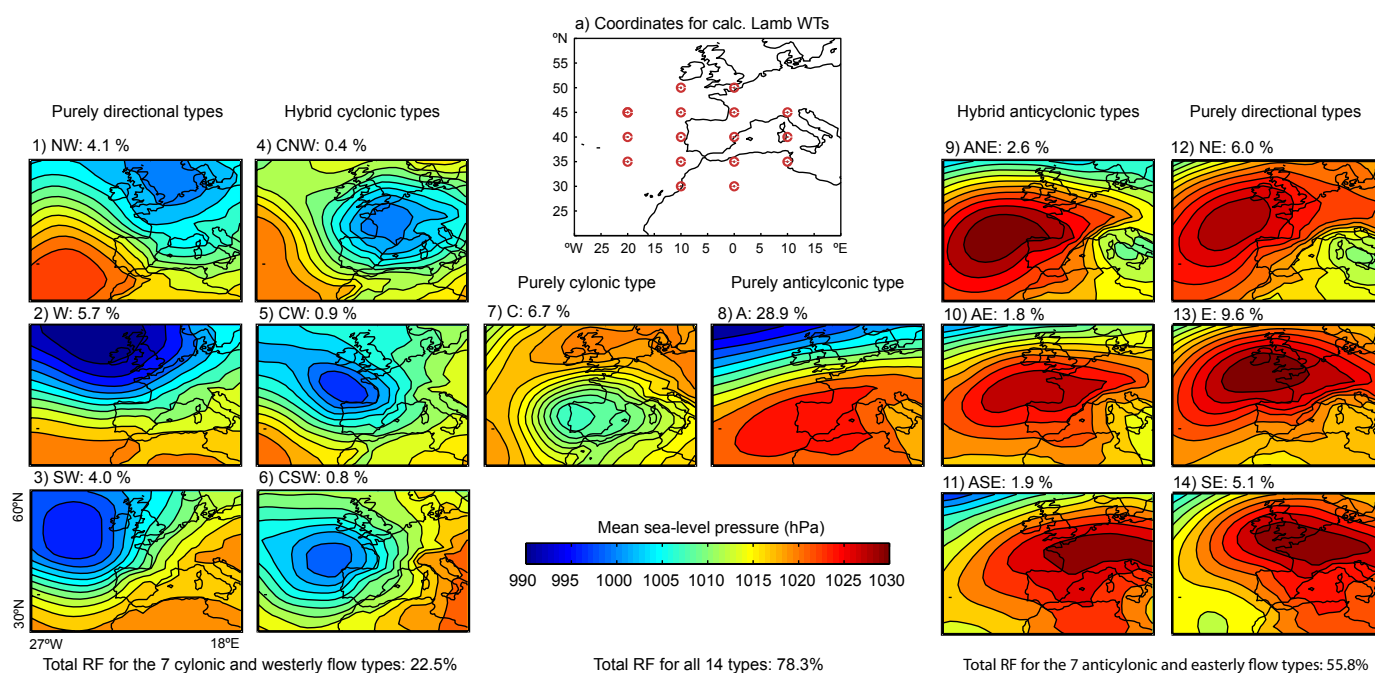 a) Coordinates for calc. Lamb WTs
ºN
55
50
45
40
35
30
25
ºW 25 20 15 10 5 0 5 10 15 ºE
Purely directional types
Hybrid cyclonic types
1) NW: 4.1 %
4) CNW: 0.4 %
2) W: 5.7 %
5) CW: 0.9 %
3) SW: 4.0 %
6) CSW: 0.8 %
60ºN
30ºN
27ºW
18ºE
Total RF for the 7 cylonic and westerly flow types: 22.5%
Purely cylonic type
Purely anticylconic type
7) C: 6.7 %
8) A: 28.9 %
Mean sea-level pressure (hPa)
990 995 1000 1005 1010 1015 1020 1025 1030
Total RF for all 14 types: 78.3%
Hybrid anticyclonic types
Purely directional types
9) ANE: 2.6 %
12) NE: 6.0 %
10) AE: 1.8 %
13) E: 9.6 %
11) ASE: 1.9 %
14) SE: 5.1 %
Total RF for the 7 anticylonic and easterly flow types: 55.8%